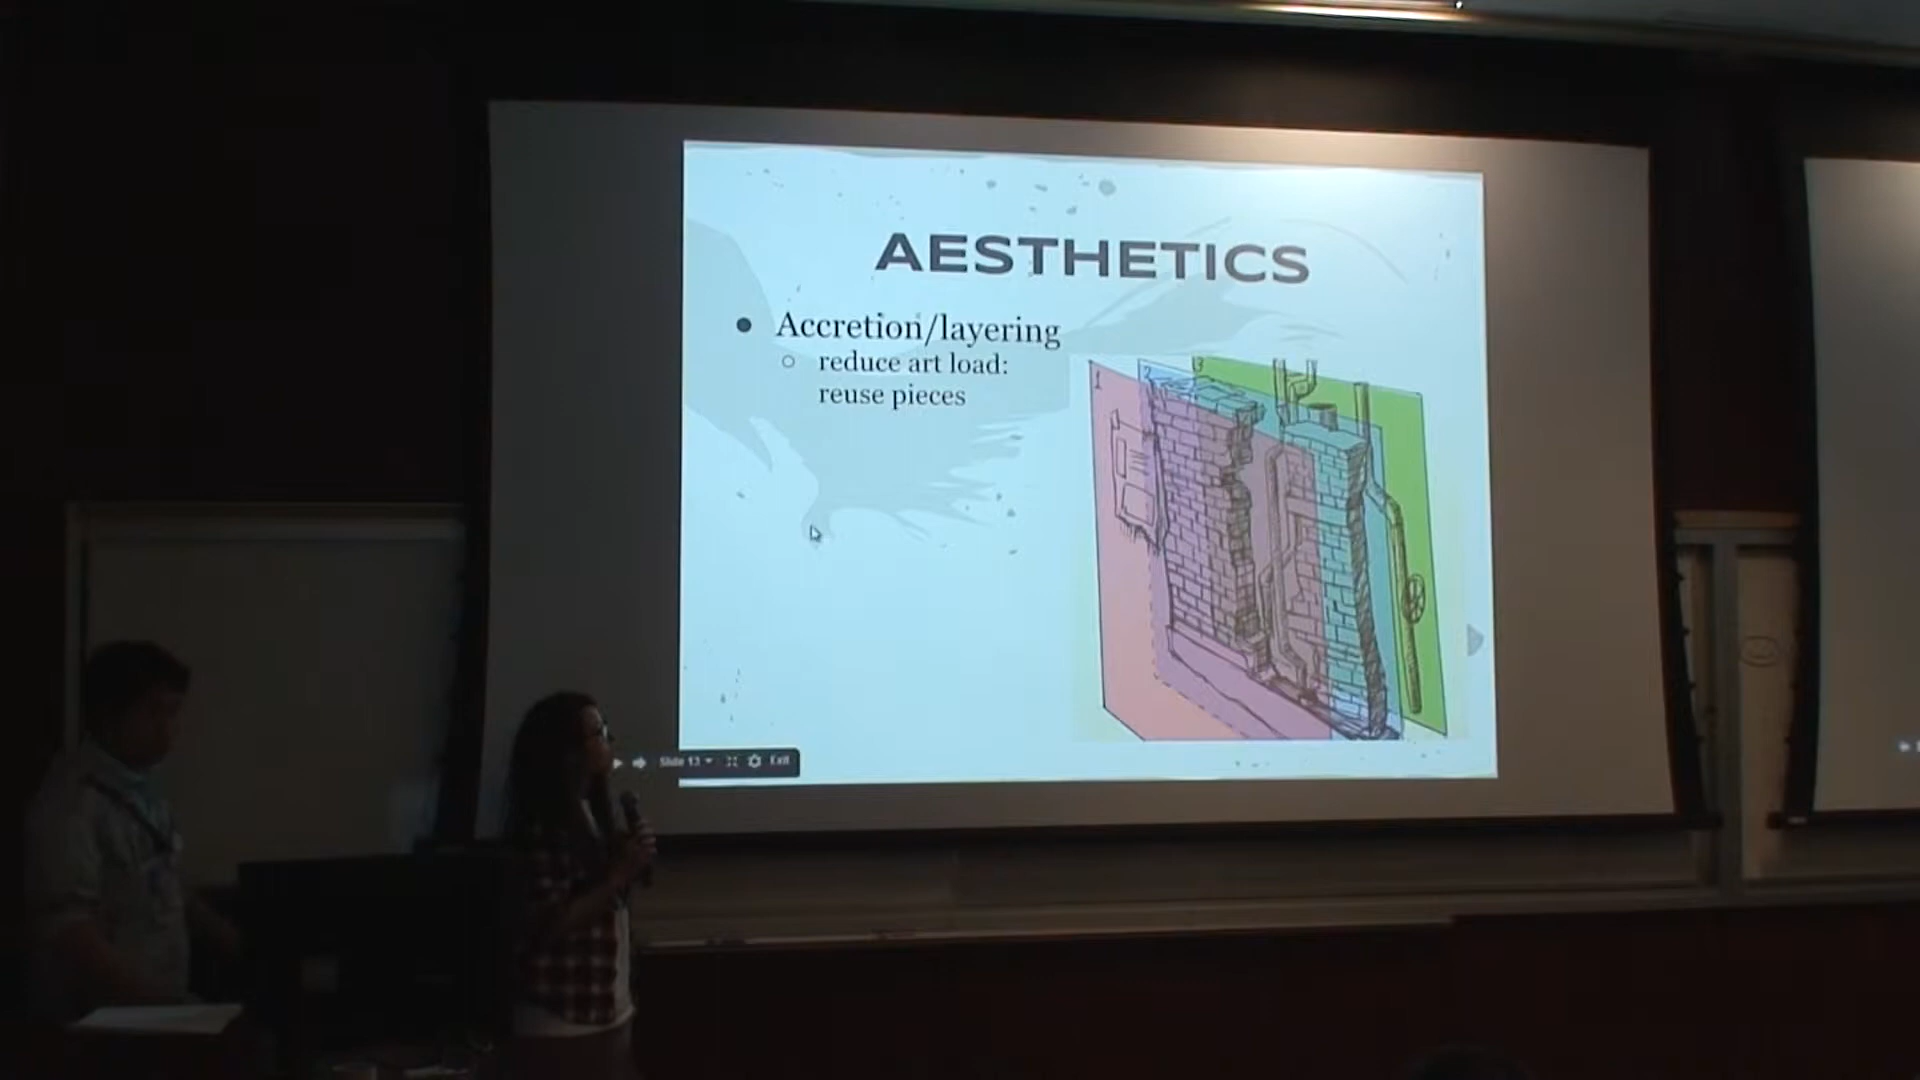 AESTHETICS
Accretion/layering
reduce art load:
reuse pieces
1
2
3
Slide 13
Exit